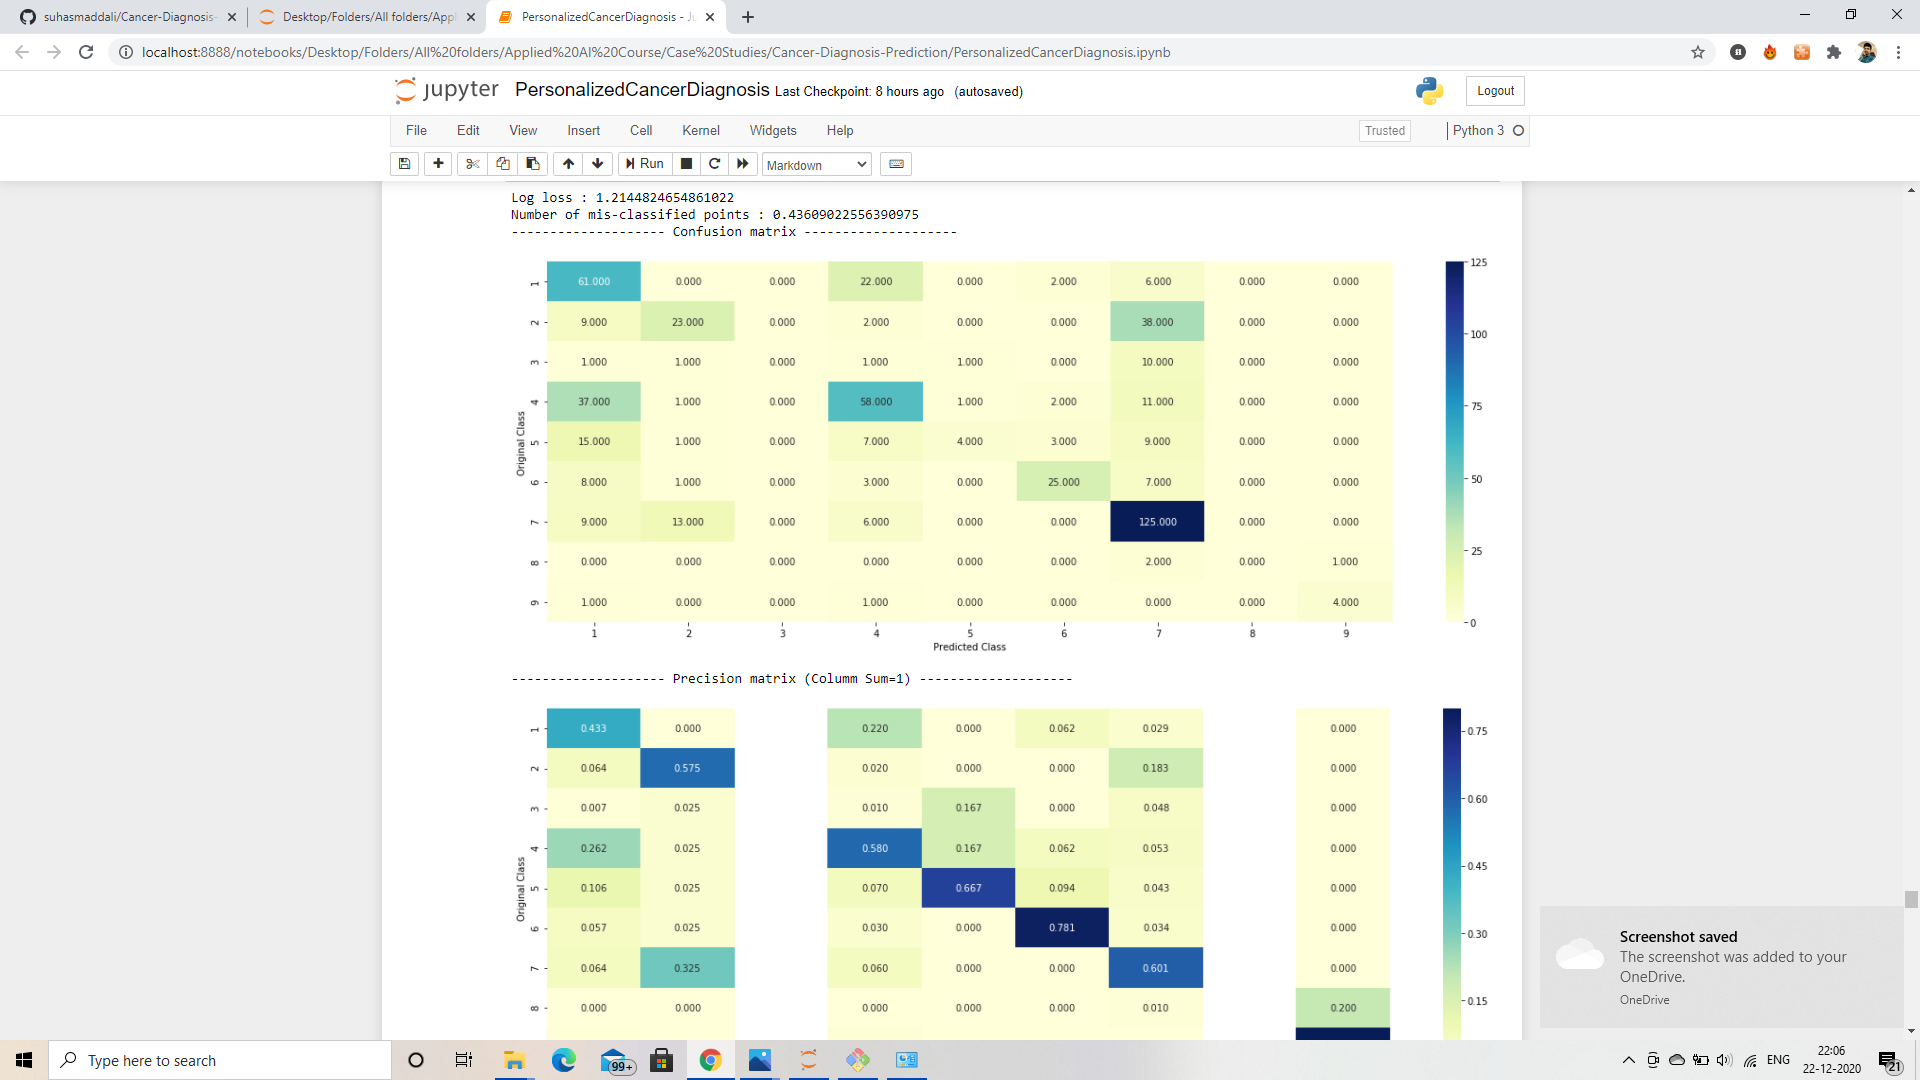 suhasmaddali/Cancer-Diagnosis-
Desktop/Folders/All folders/Appl
PersonalizedCancerDiagnosis - Ju
localhost:8888/notebooks/Desktop/Folders/All%20folders/Applied%20AI%20Course/Case%20Studies/Cancer-Diagnosis-Prediction/PersonalizedCancerDiagnosis.ipynb
jupyter PersonalizedCancerDiagnosis Last Checkpoint: 8 hours ago (autosaved) Logout
File Edit View Insert Cell Kernel Widgets Help Trusted Python 3
Run Markdown
Log loss : 1.2144824654861022
Number of mis-classified points : 0.43609022556390975
-------------------- Confusion matrix --------------------
1 61.000 0.000 0.000 22.000 0.000 2.000 6.000 0.000 0.000
2 9.000 23.000 0.000 2.000 0.000 0.000 38.000 0.000 0.000
3 1.000 1.000 0.000 1.000 1.000 0.000 10.000 0.000 0.000
4 37.000 1.000 0.000 58.000 1.000 2.000 11.000 0.000 0.000
5 15.000 1.000 0.000 7.000 4.000 3.000 9.000 0.000 0.000
6 8.000 1.000 0.000 3.000 0.000 25.000 7.000 0.000 0.000
7 9.000 13.000 0.000 6.000 0.000 0.000 125.000 0.000 0.000
8 0.000 0.000 0.000 0.000 0.000 0.000 2.000 0.000 1.000
9 1.000 0.000 0.000 1.000 0.000 0.000 0.000 0.000 4.000
1 2 3 4 5 6 7 8 9
Original Class
Predicted Class
125
100
75
50
25
0
-------------------- Precision matrix (Columm Sum=1) --------------------
1 0.433 0.000 0.220 0.000 0.062 0.029 0.000
2 0.064 0.575 0.020 0.000 0.000 0.183 0.000
3 0.007 0.025 0.010 0.167 0.000 0.048 0.000
4 0.262 0.025 0.580 0.167 0.062 0.053 0.000
5 0.106 0.025 0.070 0.667 0.094 0.043 0.000
6 0.057 0.025 0.030 0.000 0.781 0.034 0.000
7 0.064 0.325 0.060 0.000 0.000 0.601 0.000
8 0.000 0.000 0.000 0.000 0.000 0.010 0.200
Original Class
0.75
0.60
0.45
0.30
0.15
Screenshot saved
The screenshot was added to your
OneDrive.
OneDrive
Type here to search
99+
ENG
22:06
22-12-2020
21